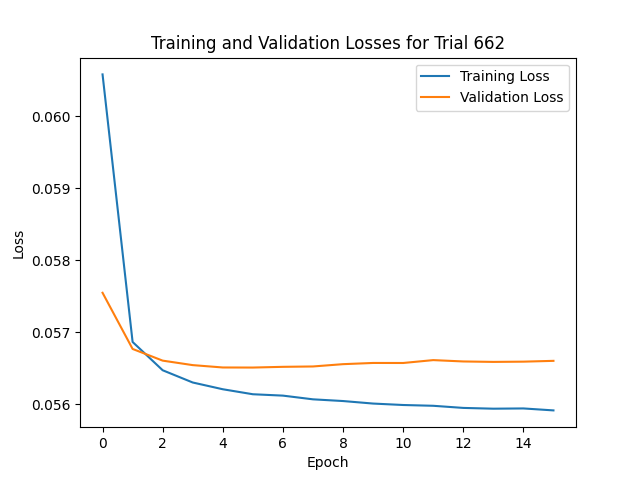 Training and Validation Losses for Trial 662
Training Loss
Validation Loss
0.060
0.059
0.058
0.057
0.056
Loss
0 2 4 6 8 10 12 14
Epoch